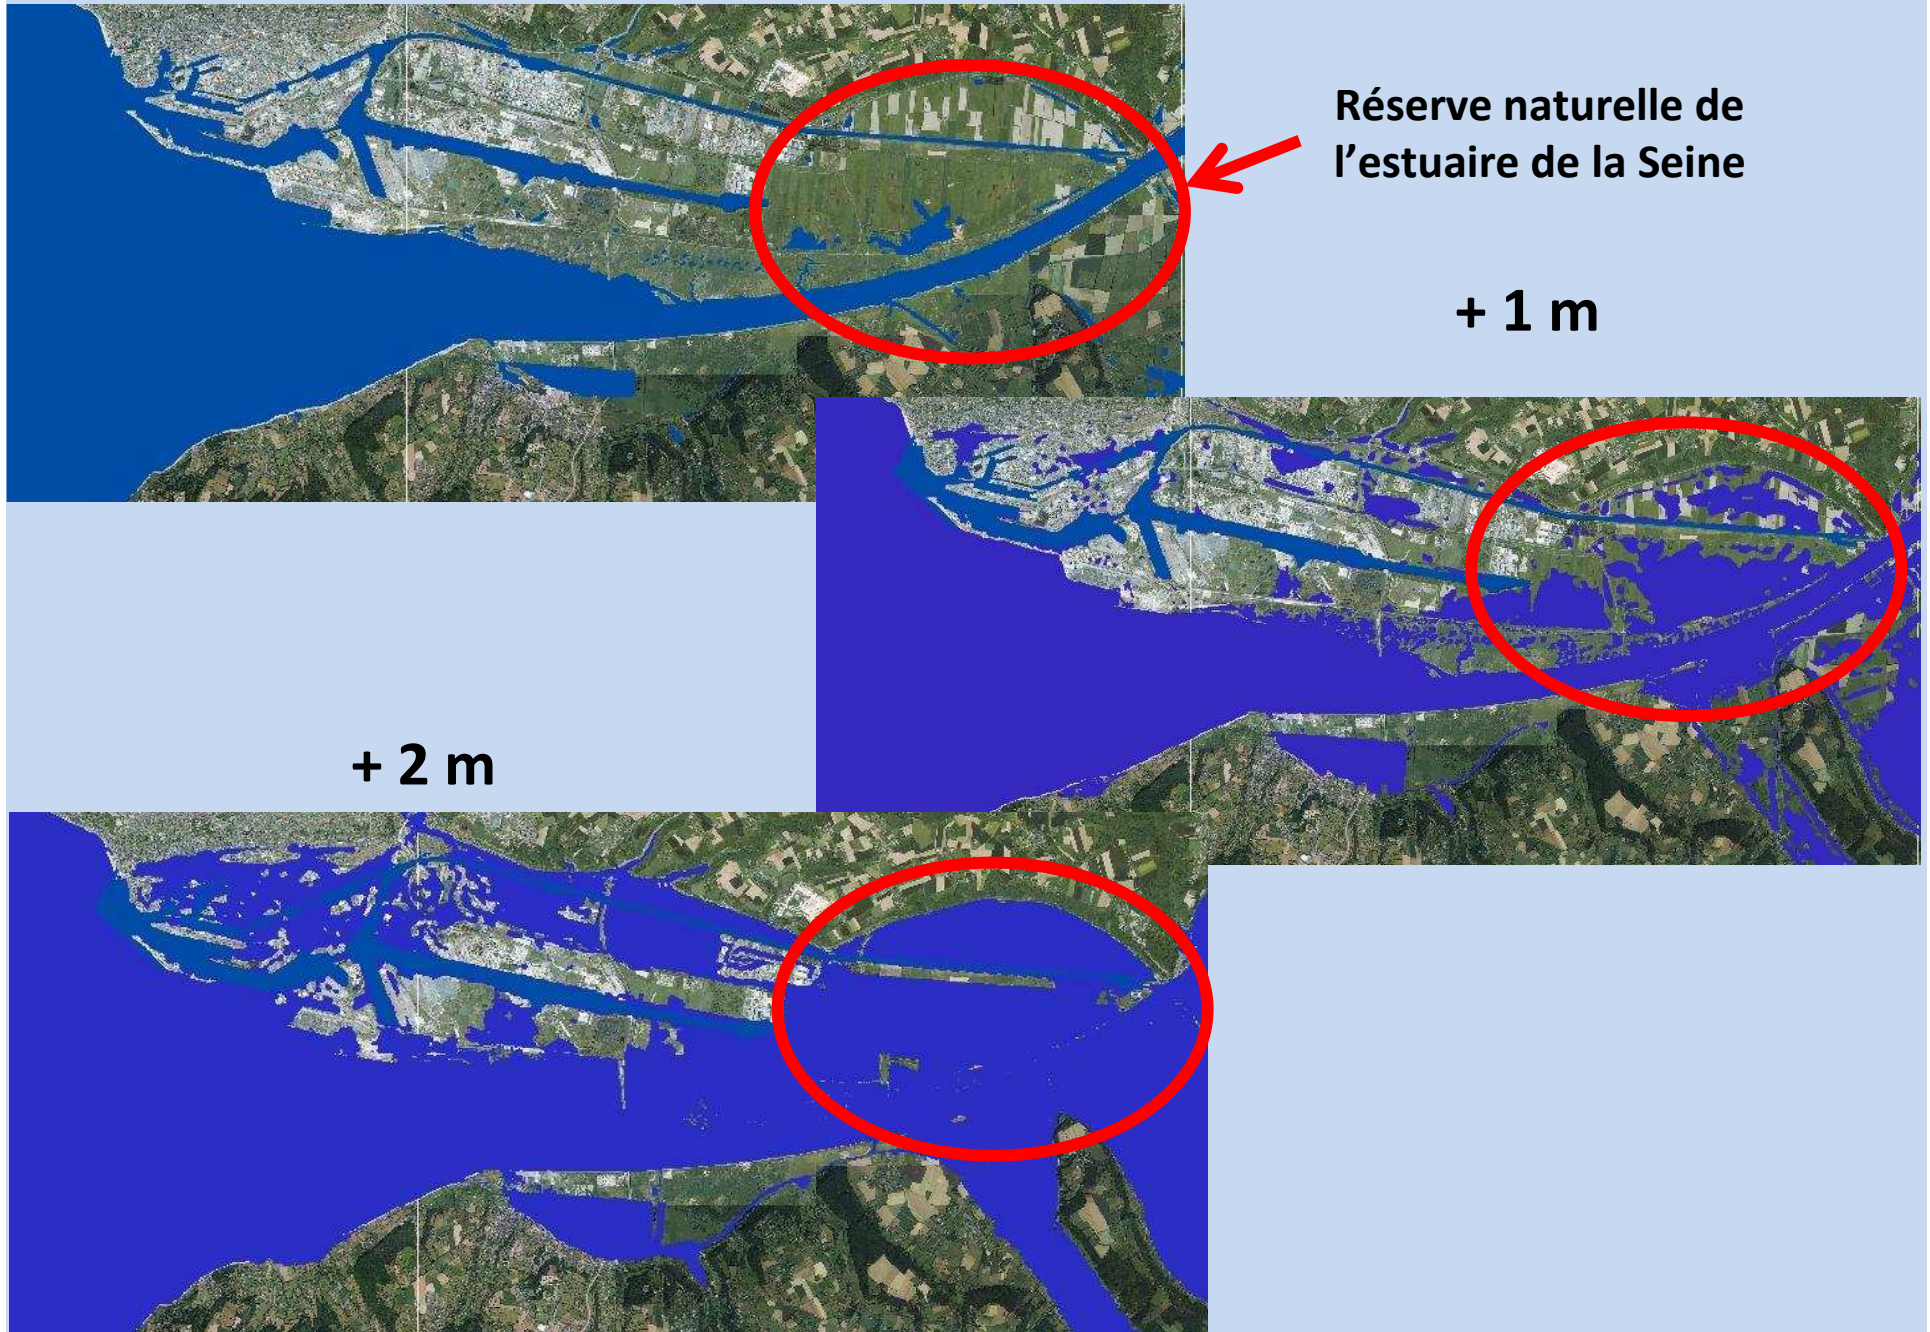 Réserve naturelle de
l’estuaire de la Seine
+ 1 m
+ 2 m